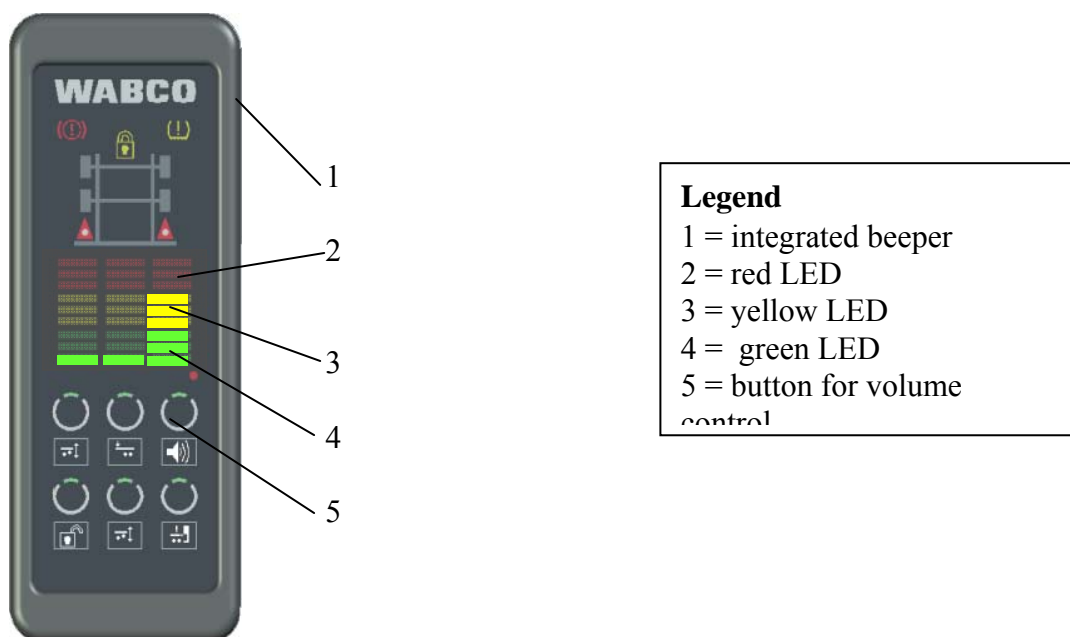 WABCO
1
2
3
4
5
Legend
1 = integrated beeper
2 = red LED
3 = yellow LED
4 = green LED
5 = button for volume
control